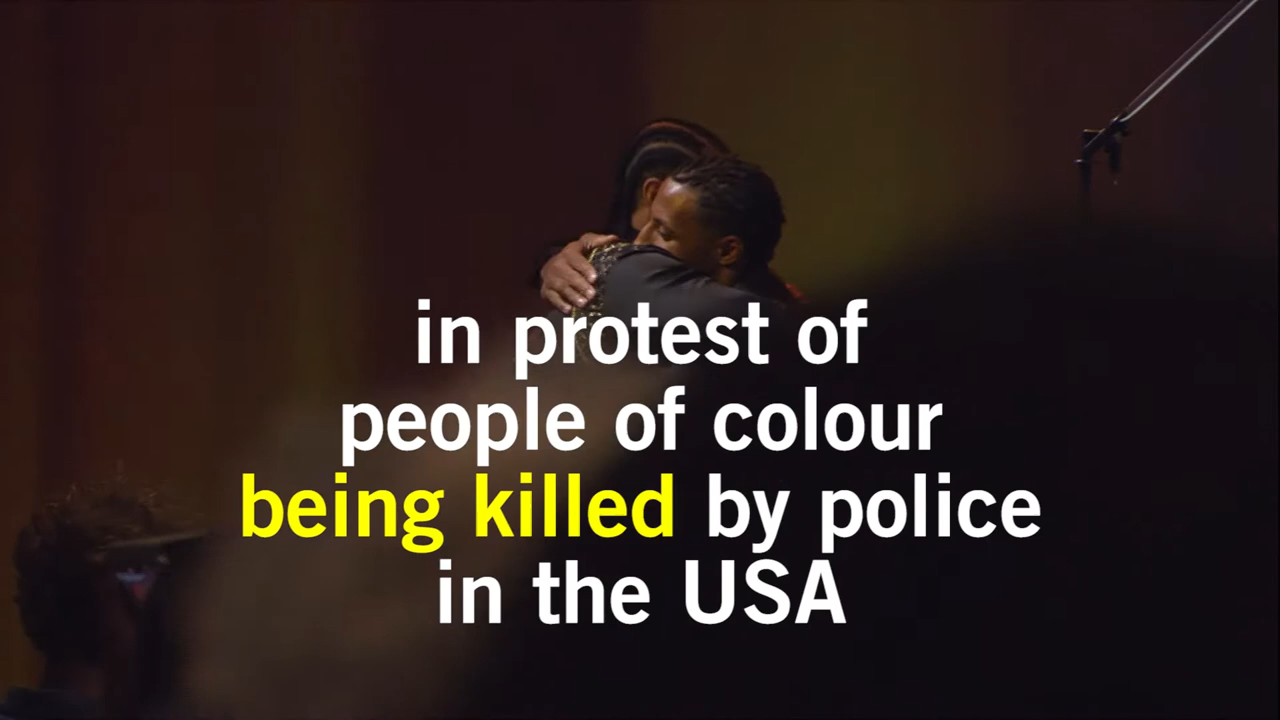 in protest of
people of colour
being killed by police
in the USA